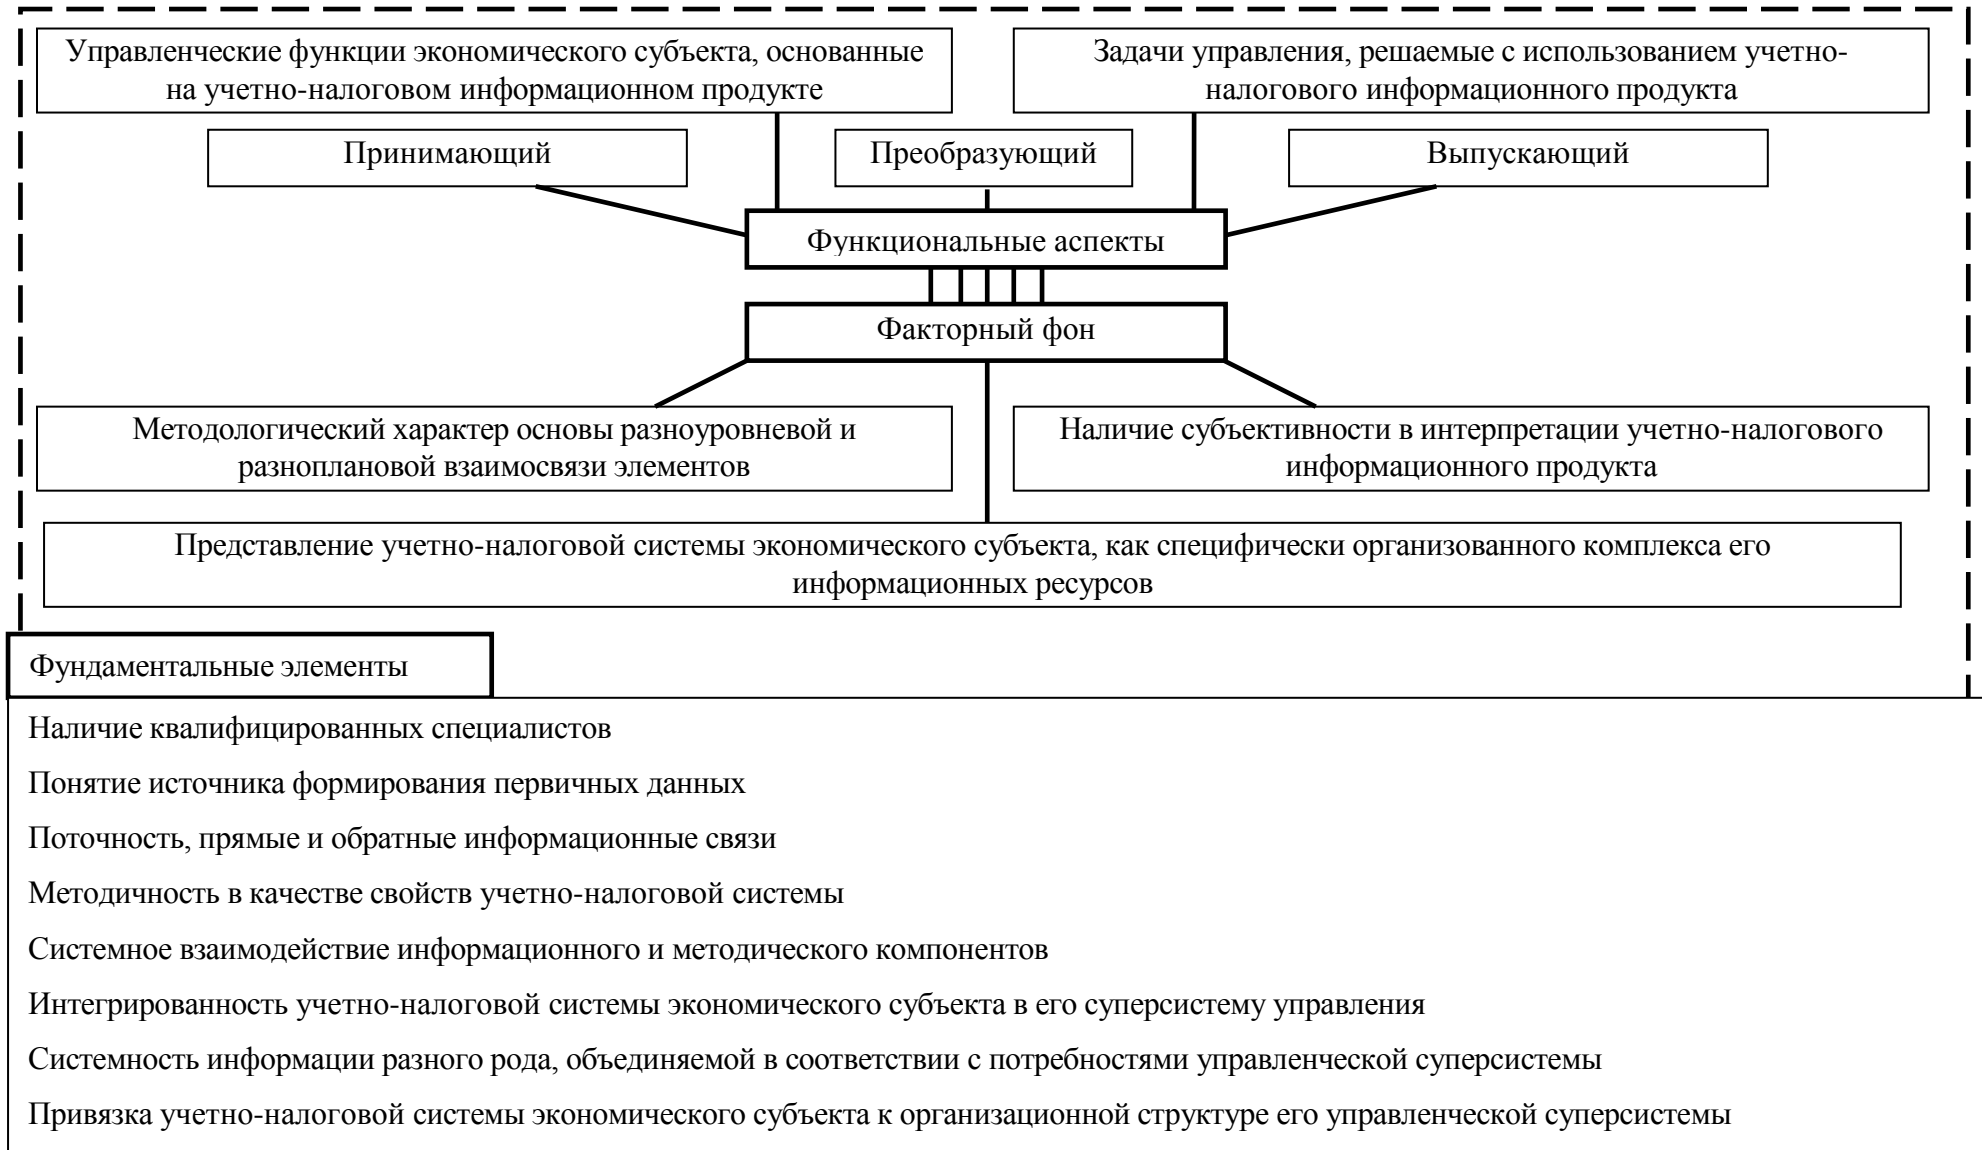 Управленческие функции экономического субъекта, основанные
на учетно-налоговом информационном продукте
Задачи управления, решаемые с использованием учетно-
налогового информационного продукта
Принимающий
Преобразующий
Выпускающий
Функциональные аспекты
Факторный фон
Методологический характер основы разноуровневой и
разноплановой взаимосвязи элементов
Наличие субъективности в интерпретации учетно-налогового
информационного продукта
Представление учетно-налоговой системы экономического субъекта, как специфически организованного комплекса его
информационных ресурсов
Фундаментальные элементы
Наличие квалифицированных специалистов
Понятие источника формирования первичных данных
Поточность, прямые и обратные информационные связи
Методичность в качестве свойств учетно-налоговой системы
Системное взаимодействие информационного и методического компонентов
Интегрированность учетно-налоговой системы экономического субъекта в его суперсистему управления
Системность информации разного рода, объединяемой в соответствии с потребностями управленческой суперсистемы
Привязка учетно-налоговой системы экономического субъекта к организационной структуре его управленческой суперсистемы